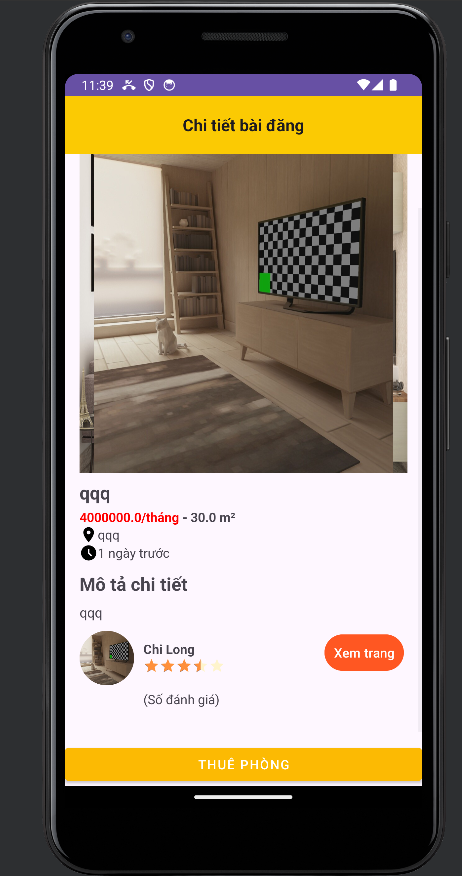 11:39
Chi tiết bài đăng
qqq
4000000.0/tháng - 30.0 m²
qqq
1 ngày trước
Mô tả chi tiết
qqq
Chi Long
Xem trang
(Số đánh giá)
THUÊ PHÒNG